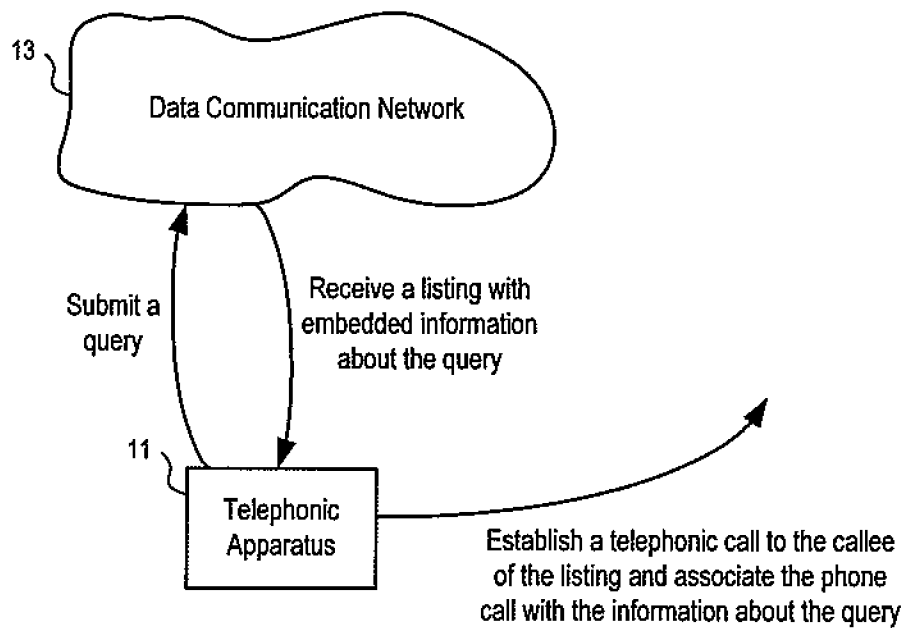 13
Data Communication Network
Submit a
query
Receive a listing with
embedded information
about the query
11
Telephonic
Apparatus
Establish a telephonic call to the callee
of the listing and associate the phone
call with the information about the query